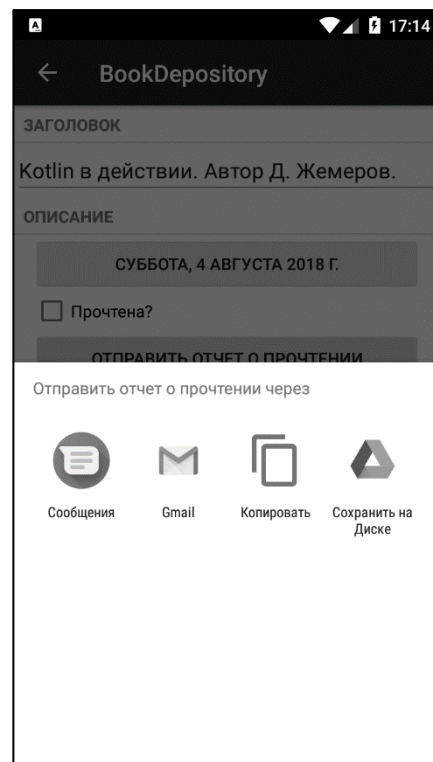 A
17:14
BookDepository
ЗАГОЛОВОК
Kotlin в действии. Автор Д. Жемеров.
ОПИСАНИЕ
СУББОТА, 4 АВГУСТА 2018 Г.
Прочтена?
ОТПРАВИТЬ ОТЧЕТ О ПРОЧТЕНИИ
Отправить отчет о прочтении через
Сообщения Gmail Копировать Сохранить на
Диске